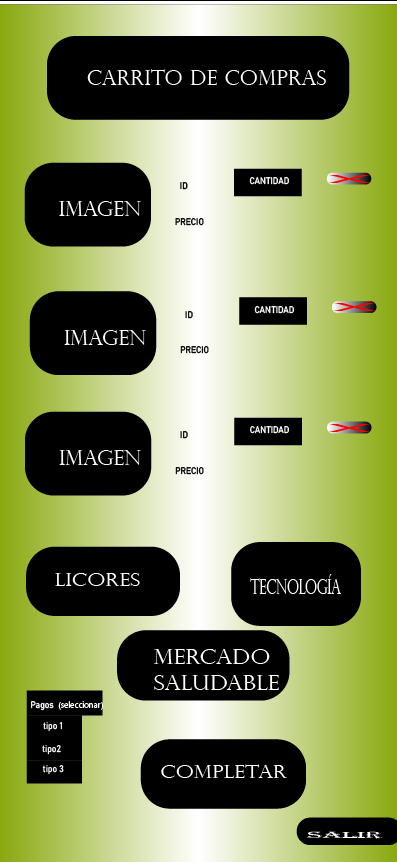 CARRITO DE COMPRAS
IMAGEN
ID
PRECIO
CANTIDAD
IMAGEN
ID
PRECIO
CANTIDAD
IMAGEN
ID
PRECIO
CANTIDAD
LICORES
TECNOLOGÍA
MERCADO
SALUDABLE
Pagos (seleccionar)
tipo 1
tipo2
tipo 3
COMPLETAR
SALIR